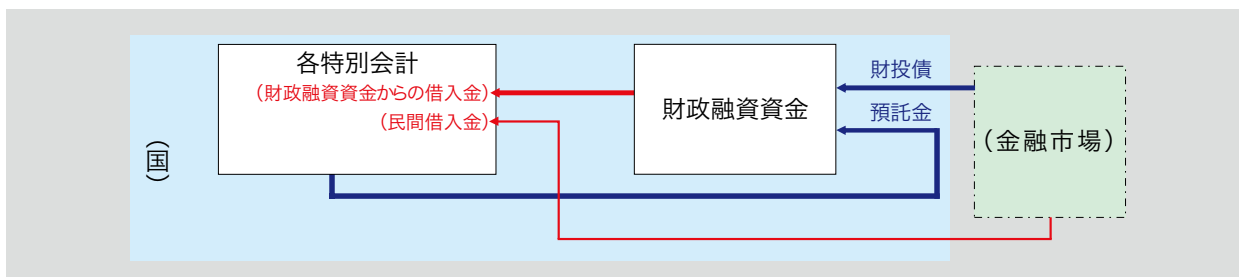 各特別会計
(財政融資資金からの借入金)
(民間借入金)
財政融資資金
財投債
預託金
(金融市場)
(国)